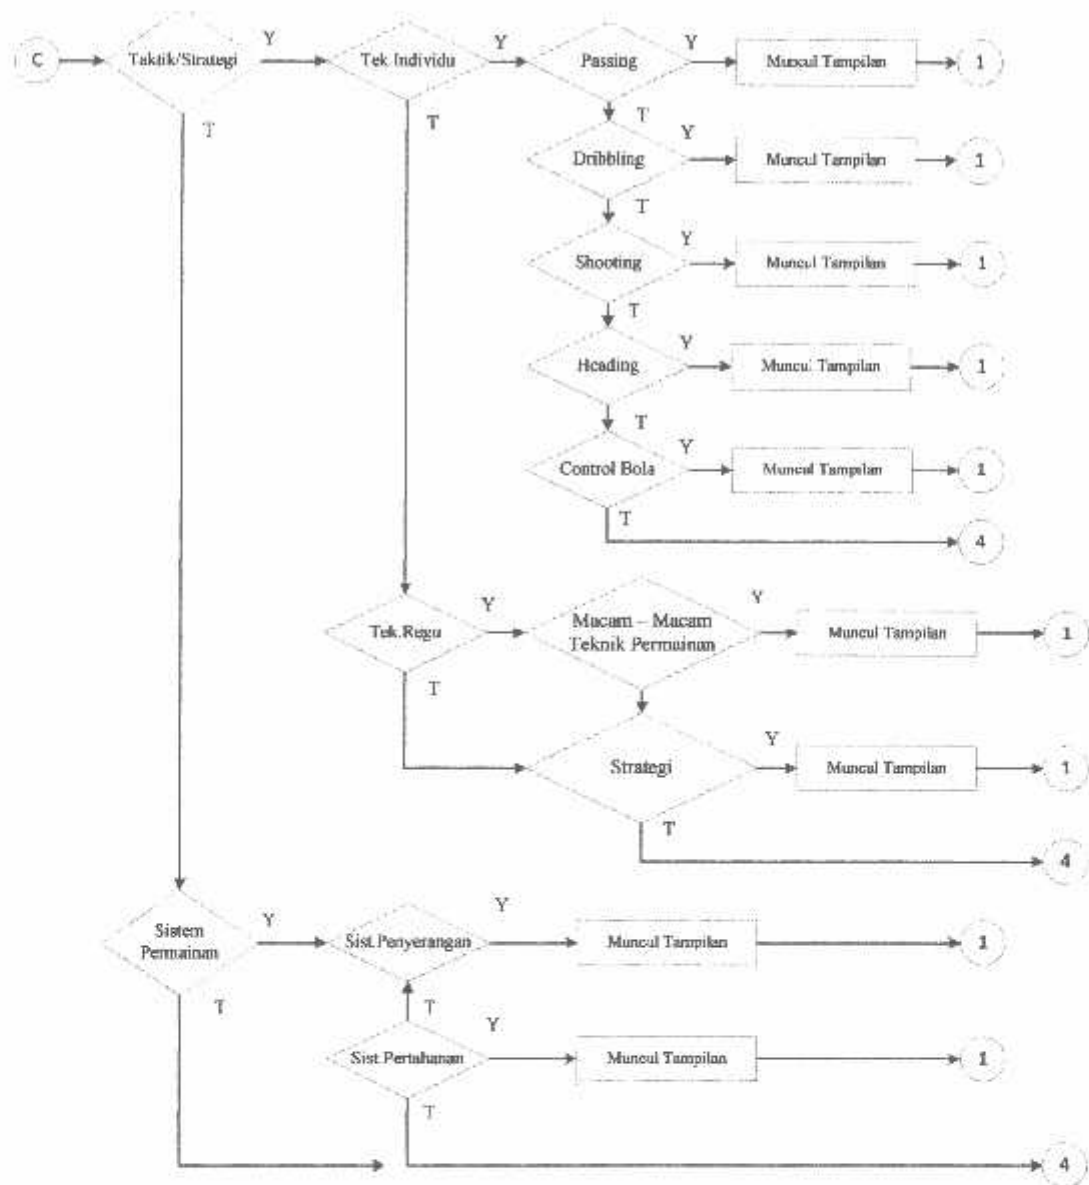 C
Taktik/Strategi
Y
Tek Individu
Y
Passing
Y
Muncul Tampilan
1
T
T
T
Dribbling
Y
Muncul Tampilan
1
T
Shooting
Y
Muncul Tampilan
1
T
Heading
Y
Muncul Tampilan
1
T
Control Bola
Y
Muncul Tampilan
1
T
4
Tek.Regu
Y
Macam – Macam
Teknik Permainan
Y
Muncul Tampilan
1
T
Strategi
Y
Muncul Tampilan
1
T
4
Sistem
Permainan
Y
Sist.Penyerangan
Y
Muncul Tampilan
1
T
T
Sist.Pertahanan
Y
Muncul Tampilan
1
T
4